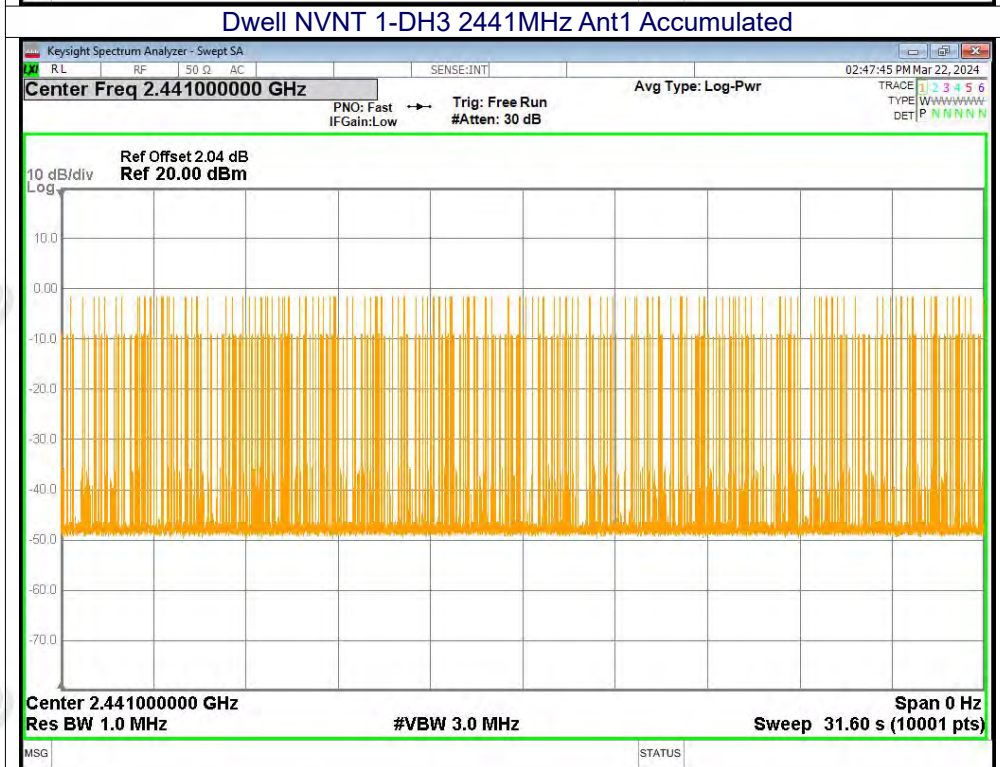 Dwell NVNT 1-DH3 2441MHz Ant1 Accumulated
Keysight Spectrum Analyzer - Swept SA
LXI RL RF 50 Ω AC SENSE:INT 02:47:45 PM Mar 22, 2024
Center Freq 2.441000000 GHz Avg Type: Log-Pwr TRACE 1 2 3 4 5 6
PNO: Fast Trig: Free Run TYPE WWWWWWW
IFGain:Low #Atten: 30 dB DET P N N N N N
Ref Offset 2.04 dB
10 dB/div Ref 20.00 dBm
Log
10.0
0.00
-10.0
-20.0
-30.0
-40.0
-50.0
-60.0
-70.0
Center 2.441000000 GHz Span 0 Hz
Res BW 1.0 MHz #VBW 3.0 MHz Sweep 31.60 s (10001 pts)
MSG STATUS